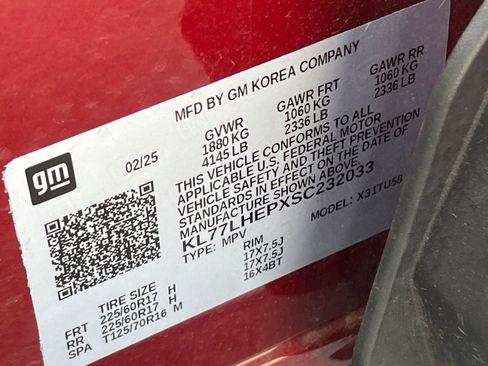 gm
02/25
MFD BY GM KOREA COMPANY
GVWR GAWR FRT GAWR RR
1880 KG 1060 KG 1060 KG
4145 LB 2336 LB 2336 LB
THIS VEHICLE CONFORMS TO ALL
APPLICABLE U.S. FEDERAL MOTOR
VEHICLE SAFETY AND THEFT PREVENTION
STANDARDS IN EFFECT ON THE DATE OF
MANUFACTURE SHOWN ABOVE.
KL77LHEPXSC232033
TYPE: MPV MODEL: X31TU58
TIRE SIZE RIM
FRT 225/60R17 H 17X7.5J
RR 225/60R17 H 17X7.5J
SPA T125/70R16 M 16X4BT